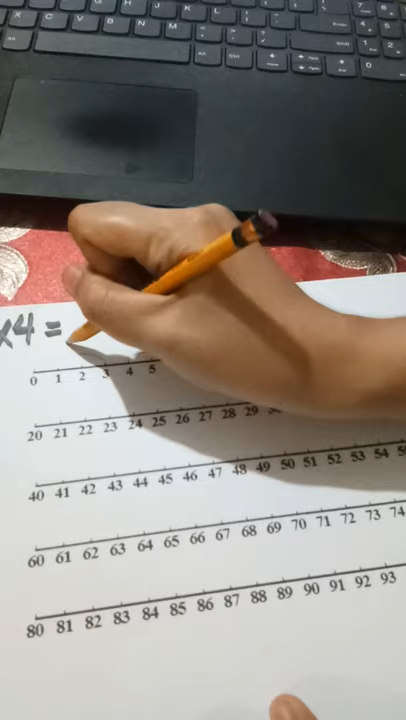 G H J K L
X C V B N M
x4 =
0 1 2 3 4 5
20 21 22 23 24 25 26 27 28 29
40 41 42 43 44 45 46 47 48 49 50 51 52 53 54
60 61 62 63 64 65 66 67 68 69 70 71 72 73 74
80 81 82 83 84 85 86 87 88 89 90 91 92 93